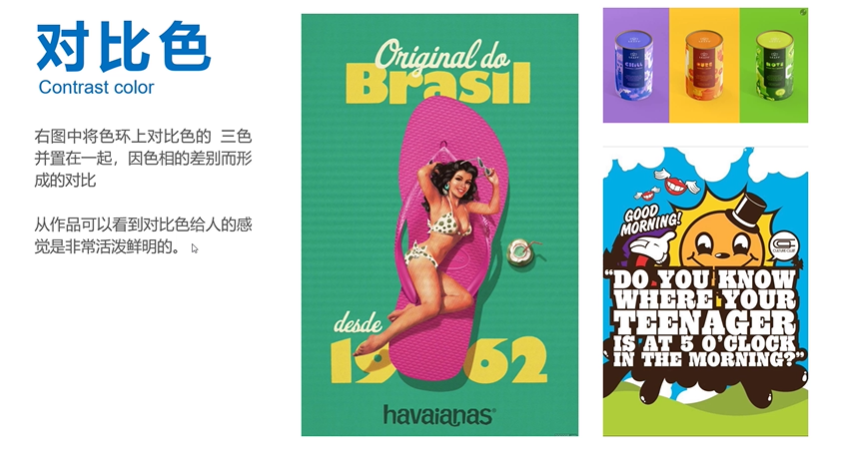 对比色
Contrast color
右图中将色环上对比色的 三色
并置在一起，因色相的差别而形
成的对比
从作品可以看到对比色给人的感
觉是非常活泼鲜明的。
Original do
Brasil
desde
1962
havaianas®
CHILL
NOTE
GOOD
MORNING!
“DO YOU KNOW
WHERE YOUR
TEENAGER
IS AT 5 O'CLOCK
IN THE MORNING?”